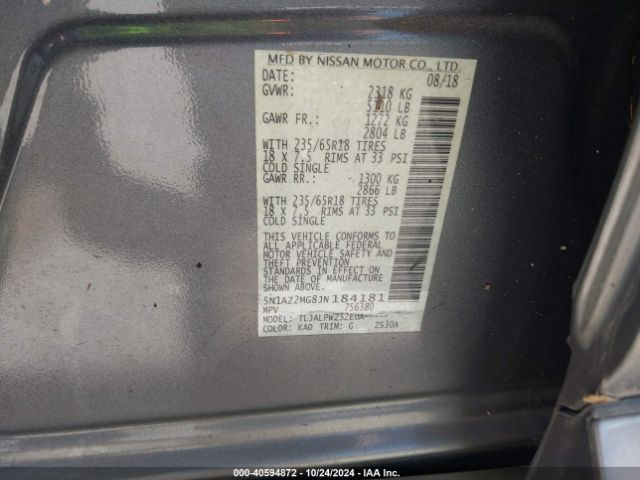 MFD BY NISSAN MOTOR CO., LTD.
DATE: 08/18
GVWR: 2318 KG
5110 LB
GAWR FR.: 1272 KG
2804 LB
WITH 235/65R18 TIRES
18 X 7.5 RIMS AT 33 PSI
COLD SINGLE
GAWR RR.: 1300 KG
2866 LB
WITH 235/65R18 TIRES
18 X 7.5 RIMS AT 33 PSI
COLD SINGLE
THIS VEHICLE CONFORMS TO
ALL APPLICABLE FEDERAL
MOTOR VEHICLE SAFETY AND
THEFT PREVENTION
STANDARDS IN EFFECT ON
THE DATE OF MANUFACTURE
SHOWN ABOVE.
5N1AZ2MG8JN184181
MPV 756380
MODEL:
COLOR: KAD TRIM: G ZS30A
000-40594872 - 10/24/2024 - IAA Inc.